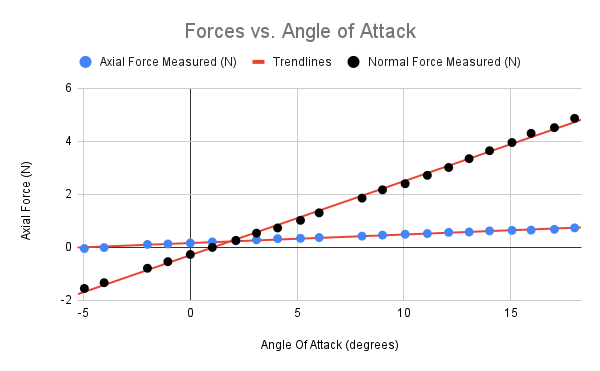 Forces vs. Angle of Attack
Axial Force Measured (N) Trendlines Normal Force Measured (N)
6
4
2
0
-2
-5 0 5 10 15
Axial Force (N)
Angle Of Attack (degrees)